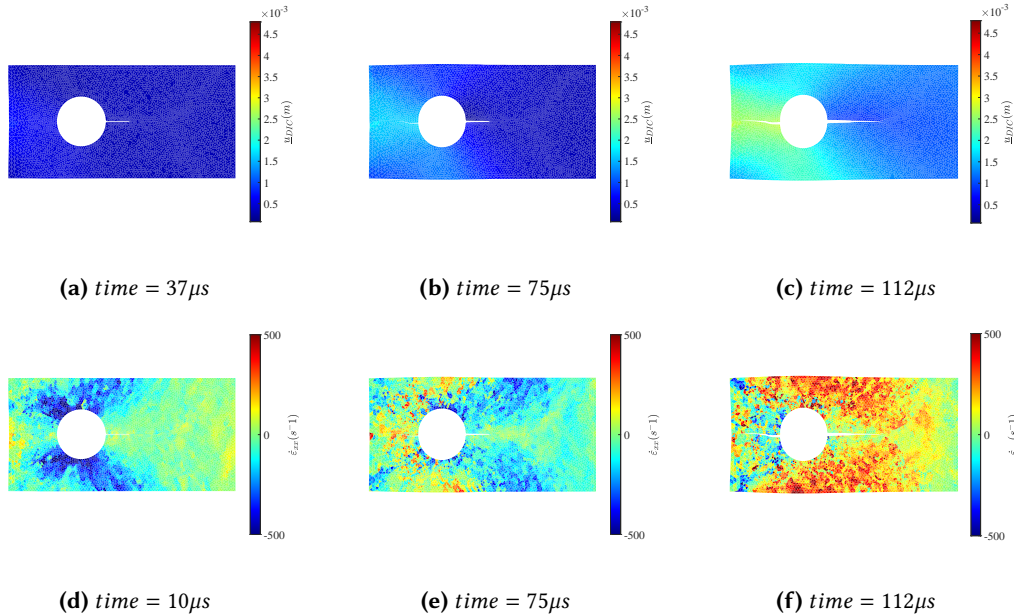 ×10⁻³ ×10⁻³ ×10⁻³
4.5 4.5 4.5
4 4 4
3.5 3.5 3.5
3 3 3
2.5 2.5 2.5
2 2 2
1.5 1.5 1.5
1 1 1
0.5 0.5 0.5
u_DIC(m) u_DIC(m) u_DIC(m)
(a) time = 37μs (b) time = 75μs (c) time = 112μs
500 500 500
0 0 0
-500 -500 -500
ε̇ₓₓ(s⁻¹) ε̇ₓₓ(s⁻¹) (s⁻¹)
(d) time = 10μs (e) time = 75μs (f) time = 112μs